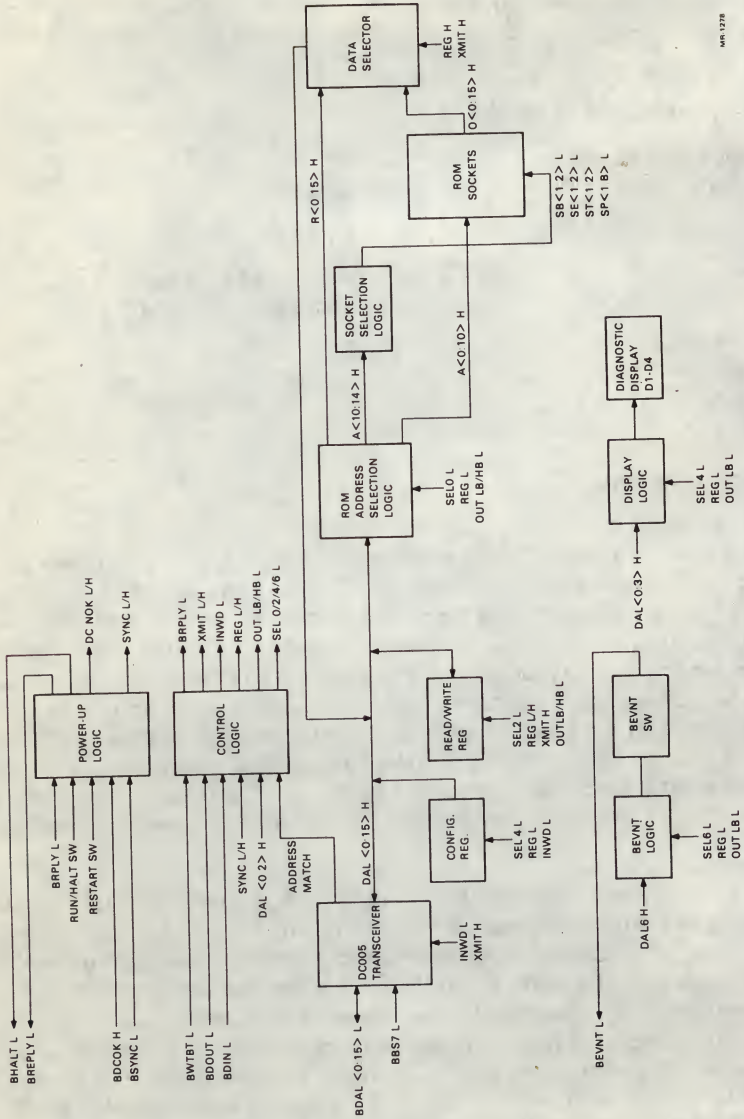 BHALT L
BREPLY L
BRPLY L
RUN/HALT SW
RESTART SW
BDCOK H
BSYNC L
POWER-UP
LOGIC
DC NOK L/H
SYNC L/H
BWTBT L
BDOUT L
BDIN L
SYNC L/H
DAL <0 2> H
ADDRESS
MATCH
CONTROL
LOGIC
BRPLY L
XMIT L/H
INWD L
REG L/H
OUT LB/HB L
SEL 0/2/4/6 L
BDAL <0:15> L
BBS7 L
DC005
TRANSCEIVER
INWD L
XMIT H
DAL <0:15> H
CONFIG.
REG.
SEL 4 L
REG L
INWD L
READ/WRITE
REG
SEL2 L
REG L/H
XMIT H
OUTLB/HB L
ROM
ADDRESS
SELECTION
LOGIC
SEL0 L
REG L
OUT LB/HB L
R<0 15> H
A<10:14> H
SOCKET
SELECTION
LOGIC
A<0:10> H
ROM
SOCKETS
SB<1 2> L
SE<1 2> L
ST<1 2>
SP<1 8> L
O<0:15> H
DATA
SELECTOR
REG H
XMIT H
BEVNT L
DAL6 H
BEVNT
LOGIC
SEL6 L
REG L
OUT LB L
BEVNT
SW
DAL<0:3> H
DISPLAY
LOGIC
SEL 4 L
REG L
OUT LB L
DIAGNOSTIC
DISPLAY
D1-D4
MR-1278